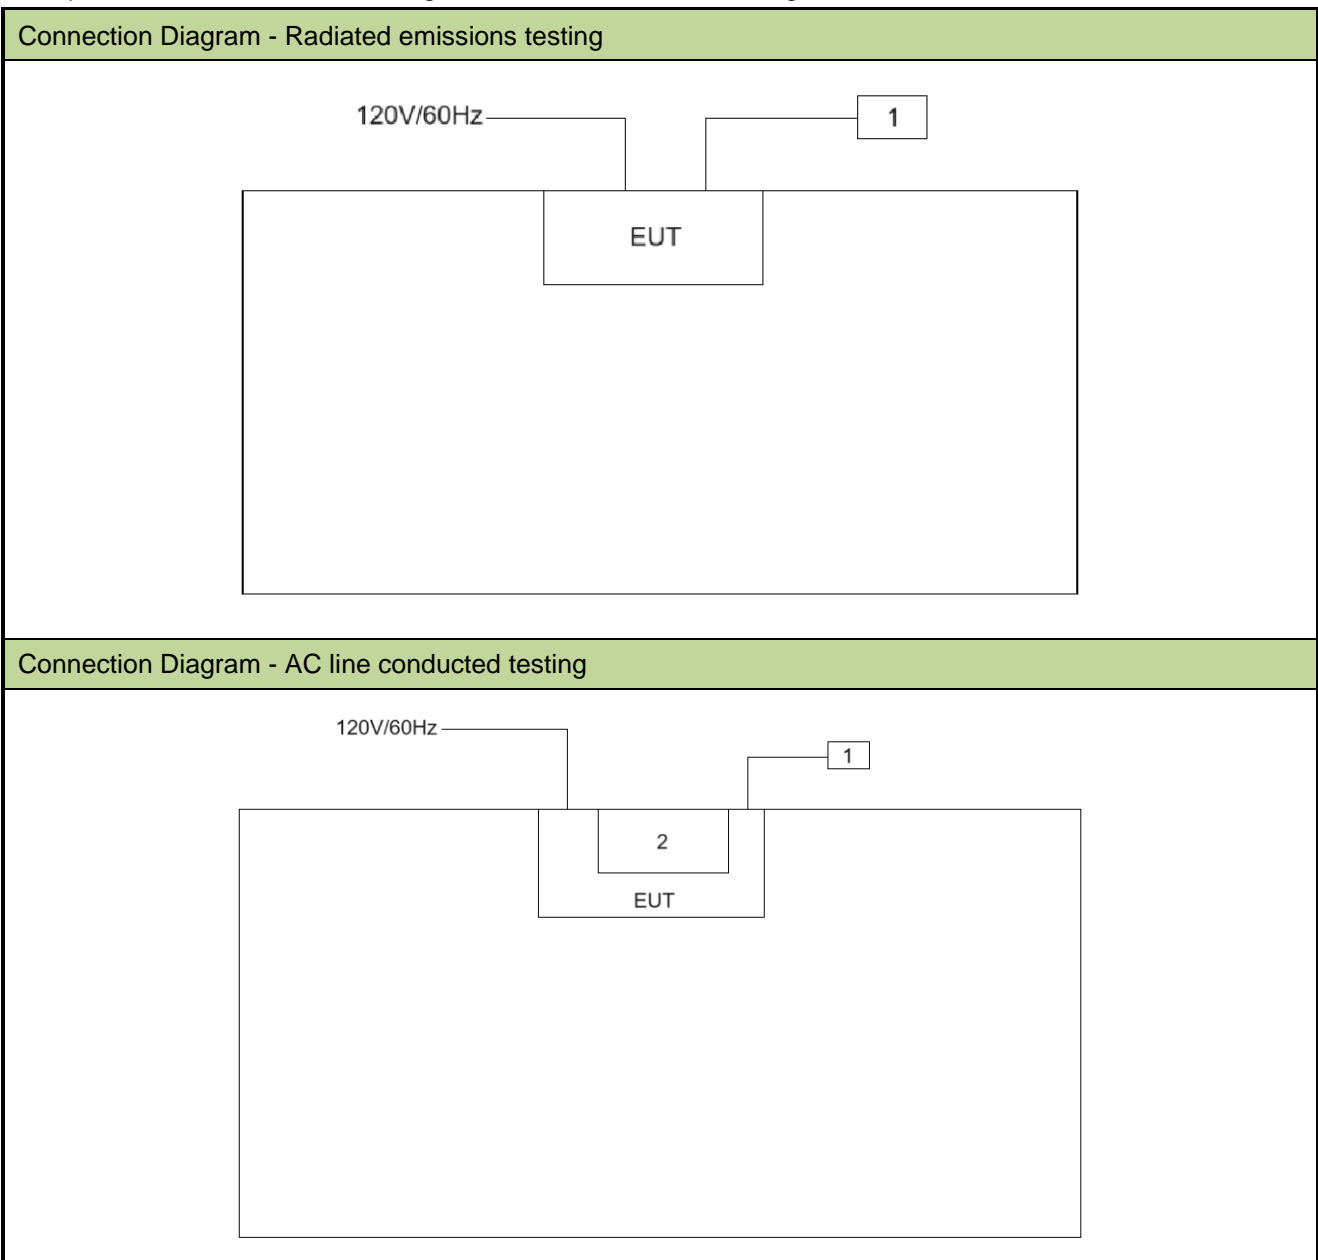 Connection Diagram - Radiated emissions testing
120V/60Hz
1
EUT
Connection Diagram - AC line conducted testing
120V/60Hz
1
2
EUT